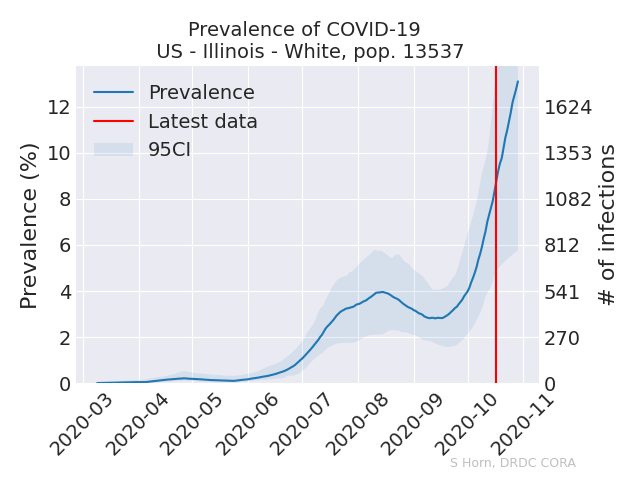 Prevalence of COVID-19
US - Illinois - White, pop. 13537
Prevalence
Latest data
95CI
Prevalence (%)
12
10
8
6
4
2
0
1624
1353
1082
812
541
270
0
# of infections
2020-03
2020-04
2020-05
2020-06
2020-07
2020-08
2020-09
2020-10
2020-11
S Horn, DRDC CORA